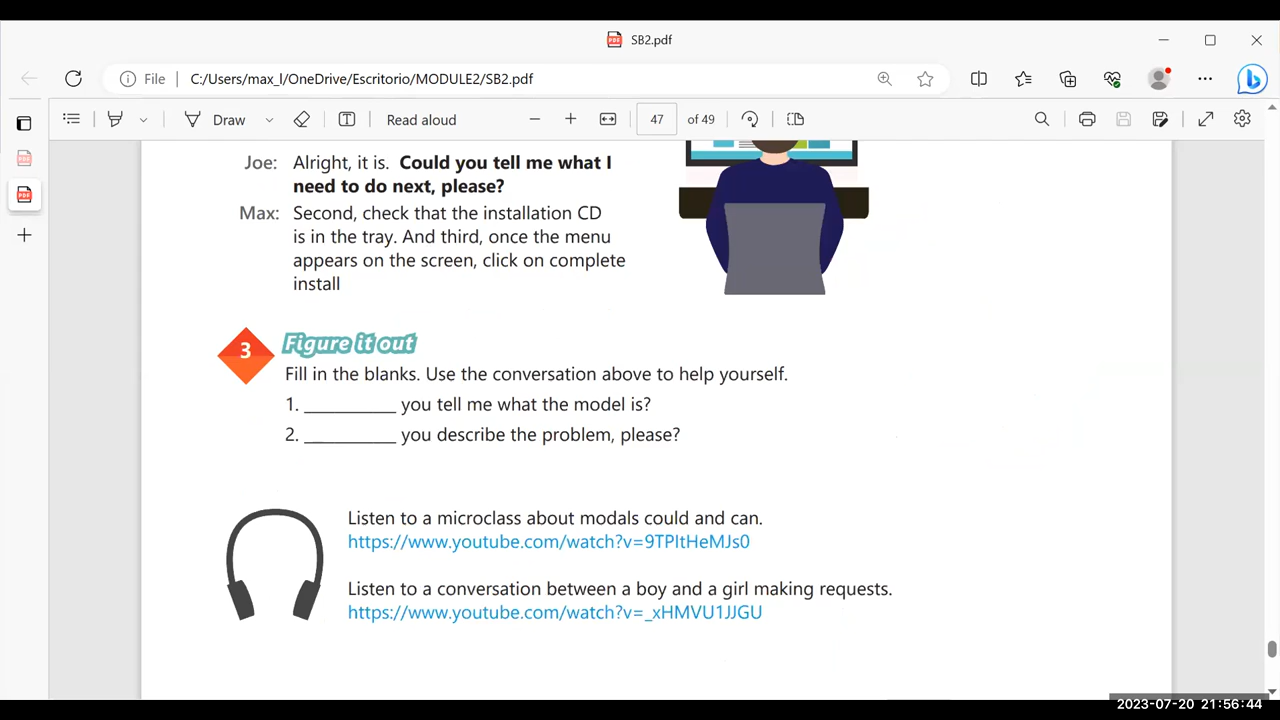 SB2.pdf
File | C:/Users/max_l/OneDrive/Escritorio/MODULE2/SB2.pdf
Draw
Read aloud
47 of 49
Joe: Alright, it is. Could you tell me what I
need to do next, please?
Max: Second, check that the installation CD
is in the tray. And third, once the menu
appears on the screen, click on complete
install
3 Figure it out
Fill in the blanks. Use the conversation above to help yourself.
1. __________ you tell me what the model is?
2. __________ you describe the problem, please?
Listen to a microclass about modals could and can.
https://www.youtube.com/watch?v=9TPItHeMJs0
Listen to a conversation between a boy and a girl making requests.
https://www.youtube.com/watch?v=_xHMVU1JJGU
2023-07-20 21:56:44